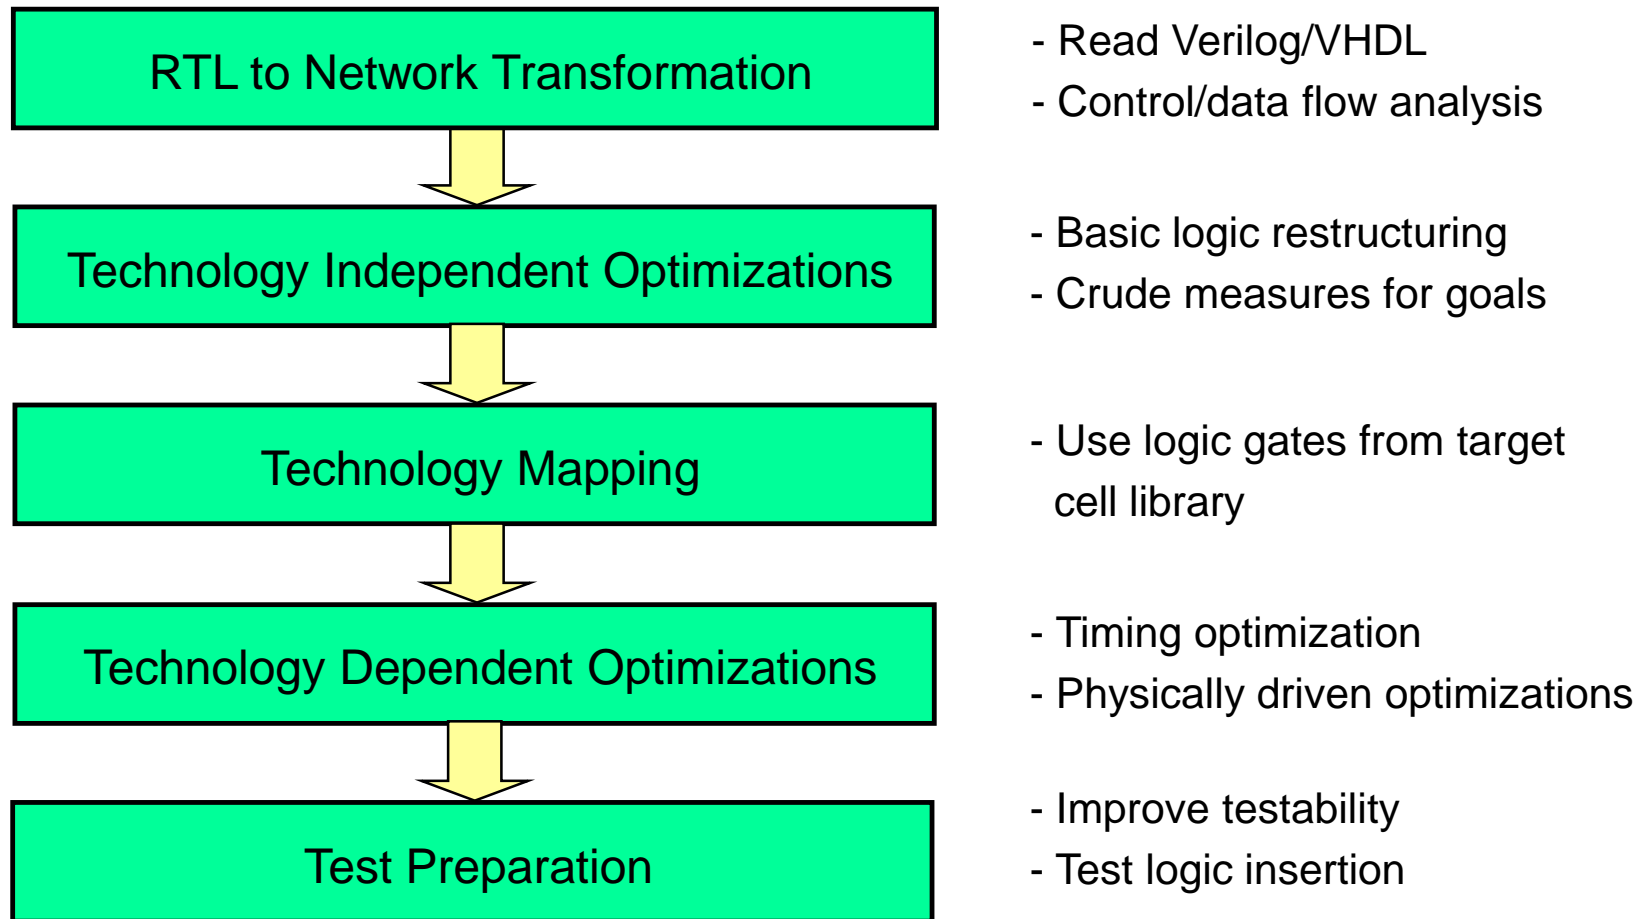 RTL to Network Transformation
- Read Verilog/VHDL
- Control/data flow analysis
Technology Independent Optimizations
- Basic logic restructuring
- Crude measures for goals
Technology Mapping
- Use logic gates from target
cell library
Technology Dependent Optimizations
- Timing optimization
- Physically driven optimizations
Test Preparation
- Improve testability
- Test logic insertion